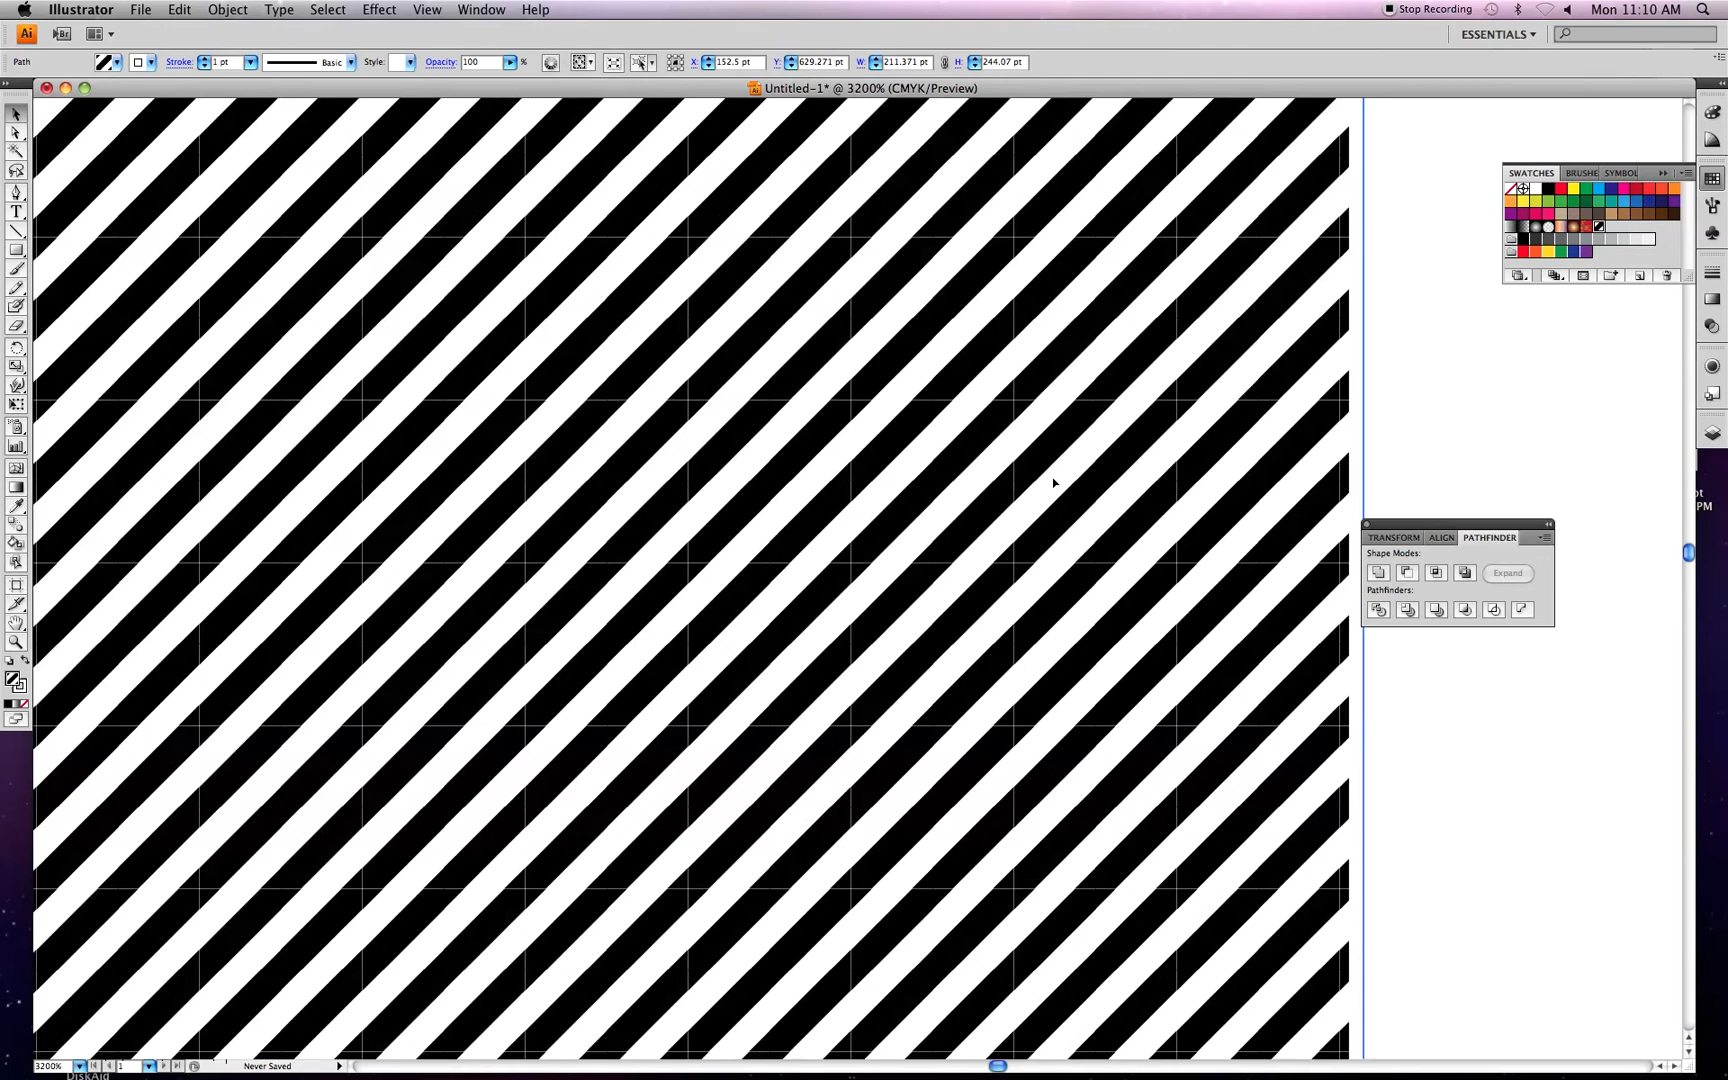 Illustrator File Edit Type Object Select Effect View Window Help Stop Recording Mon 11:10 AM
Ai Br ESSENTIALS
Path Stroke: 1 pt Basic Style: Opacity: 100 % X: 152.5 pt Y: 629.271 pt W: 211.371 pt H: 244.07 pt
Untitled-1* @ 3200% (CMYK/Preview)
SWATCHES BRUSHE SYMBOL
pt
PM
TRANSFORM ALIGN PATHFINDER
Shape Modes:
Expand
Pathfinders:
T
3200% 1 Never Saved
DiskAid